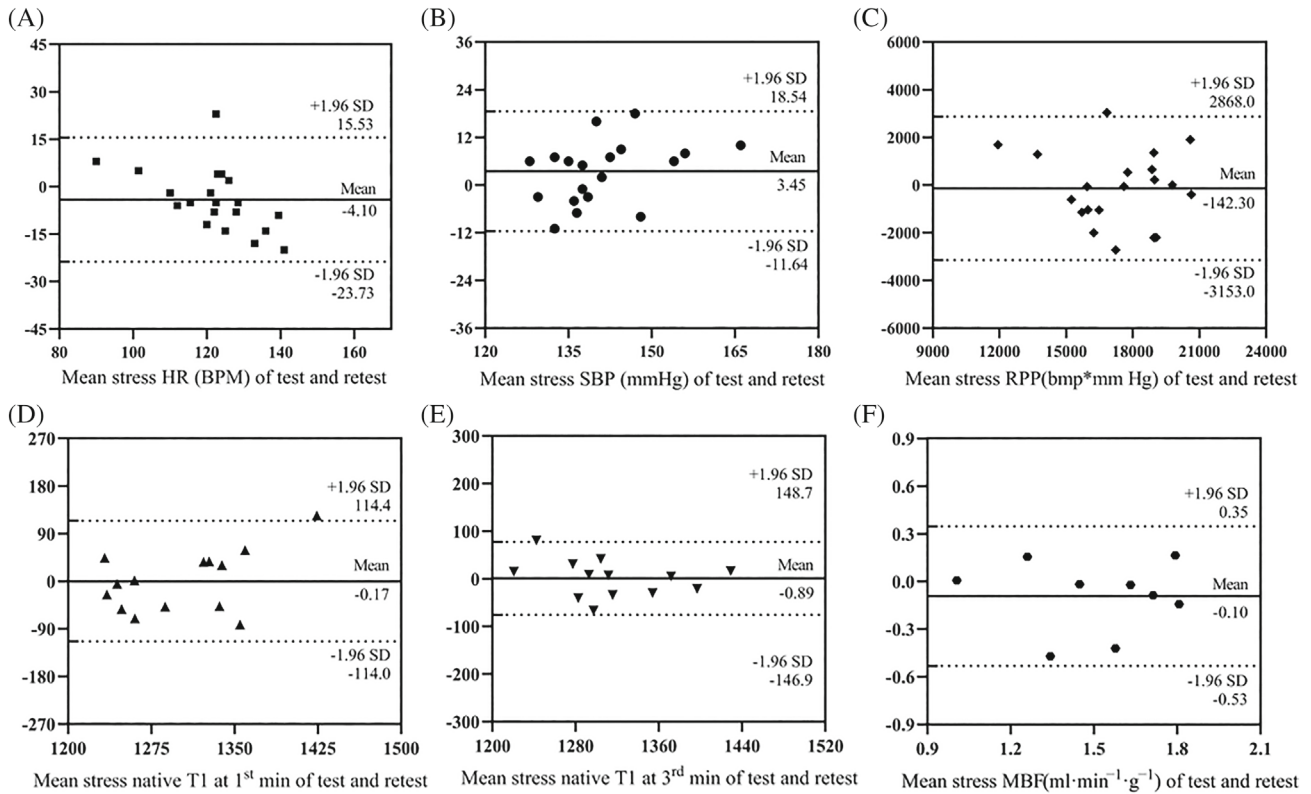 (A)
45
30
15
0
-15
-30
-45
+1.96 SD
15.53
Mean
-4.10
-1.96 SD
-23.73
80 100 120 140 160
Mean stress HR (BPM) of test and retest
(B)
36
24
12
0
-12
-24
-36
+1.96 SD
18.54
Mean
3.45
-1.96 SD
-11.64
120 135 150 165 180
Mean stress SBP (mmHg) of test and retest
(C)
6000
4000
2000
0
-2000
-4000
-6000
+1.96 SD
2868.0
Mean
-142.30
-1.96 SD
-3153.0
9000 12000 15000 18000 21000 24000
Mean stress RPP(bmp*mm Hg) of test and retest
(D)
270
180
90
0
-90
-180
-270
+1.96 SD
114.4
Mean
-0.17
-1.96 SD
-114.0
1200 1275 1350 1425 1500
Mean stress native T1 at 1st min of test and retest
(E)
300
200
100
0
-100
-200
-300
+1.96 SD
148.7
Mean
-0.89
-1.96 SD
-146.9
1200 1280 1360 1440 1520
Mean stress native T1 at 3rd min of test and retest
(F)
0.9
0.6
0.3
0.0
-0.3
-0.6
-0.9
+1.96 SD
0.35
Mean
-0.10
-1.96 SD
-0.53
0.9 1.2 1.5 1.8 2.1
Mean stress MBF(ml·min⁻¹·g⁻¹) of test and retest